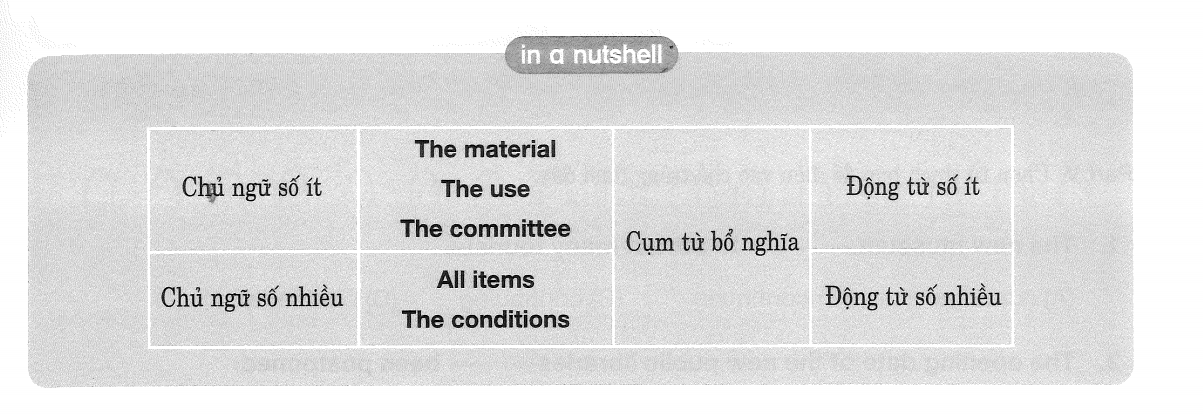 in a nutshell
Chủ ngữ số ít
The material
The use
The committee
Cụm từ bổ nghĩa
Động từ số ít
Chủ ngữ số nhiều
All items
The conditions
Động từ số nhiều